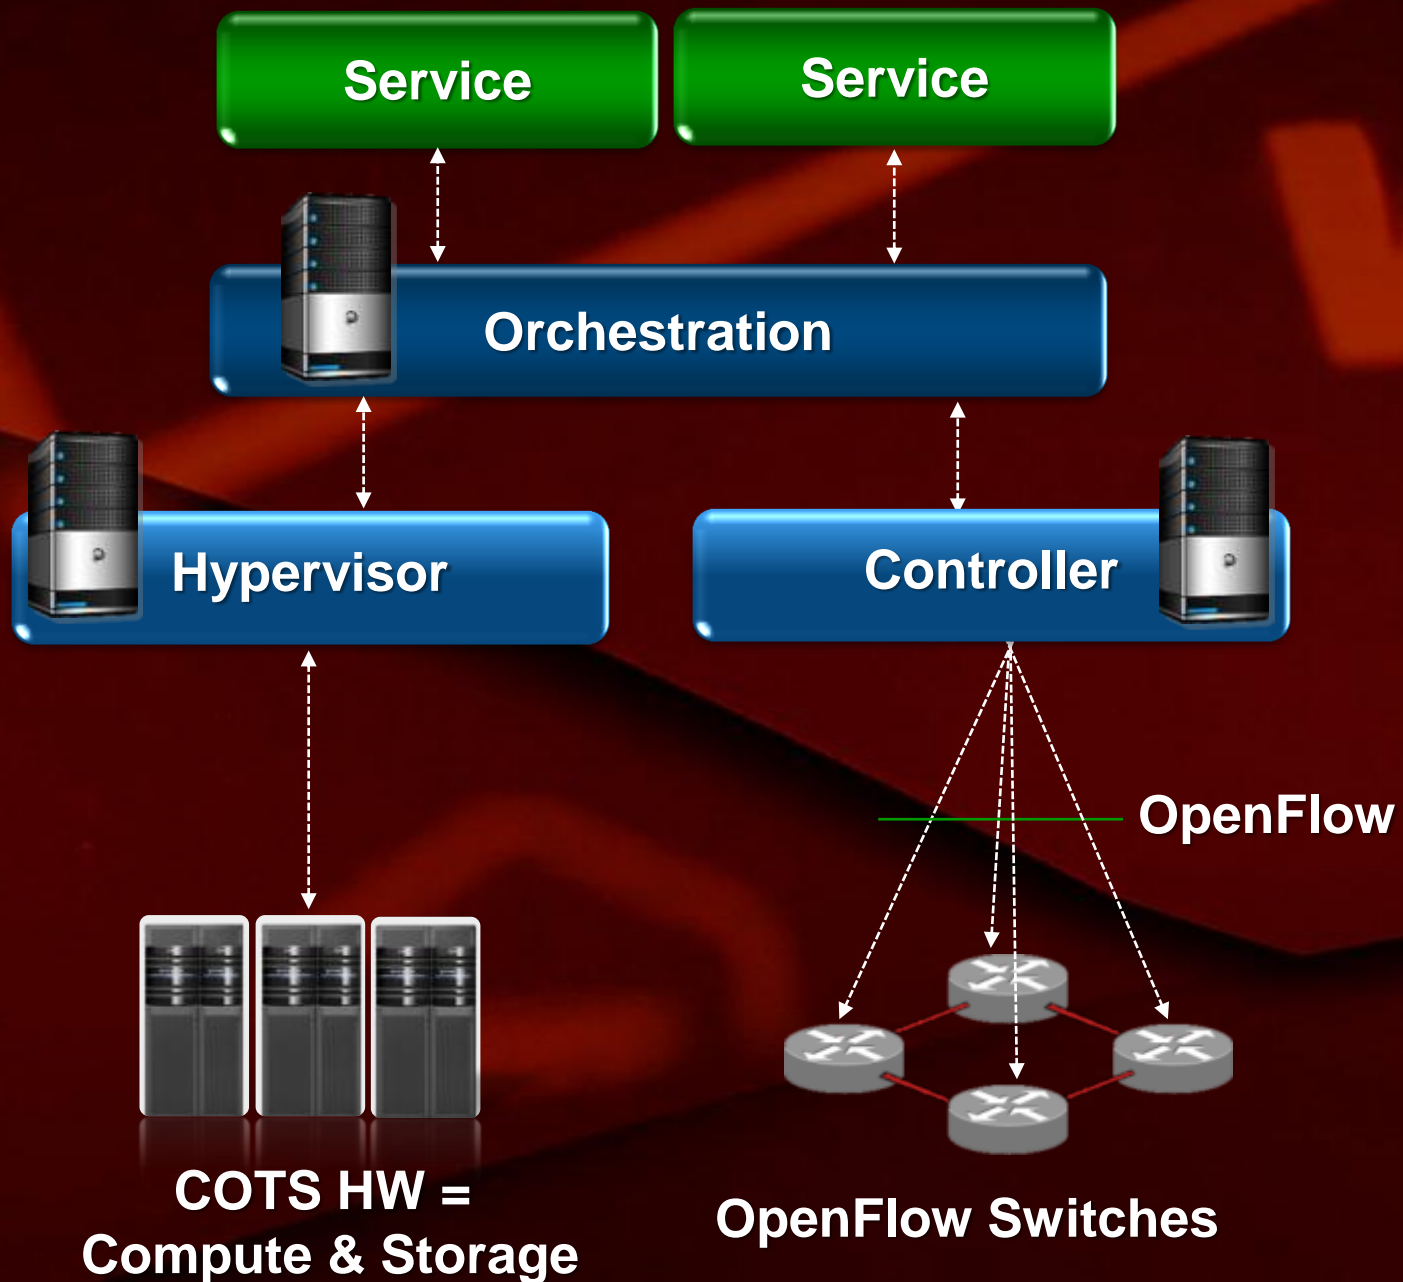 Service
Service
Orchestration
Hypervisor
Controller
OpenFlow
COTS HW =
Compute & Storage
OpenFlow Switches